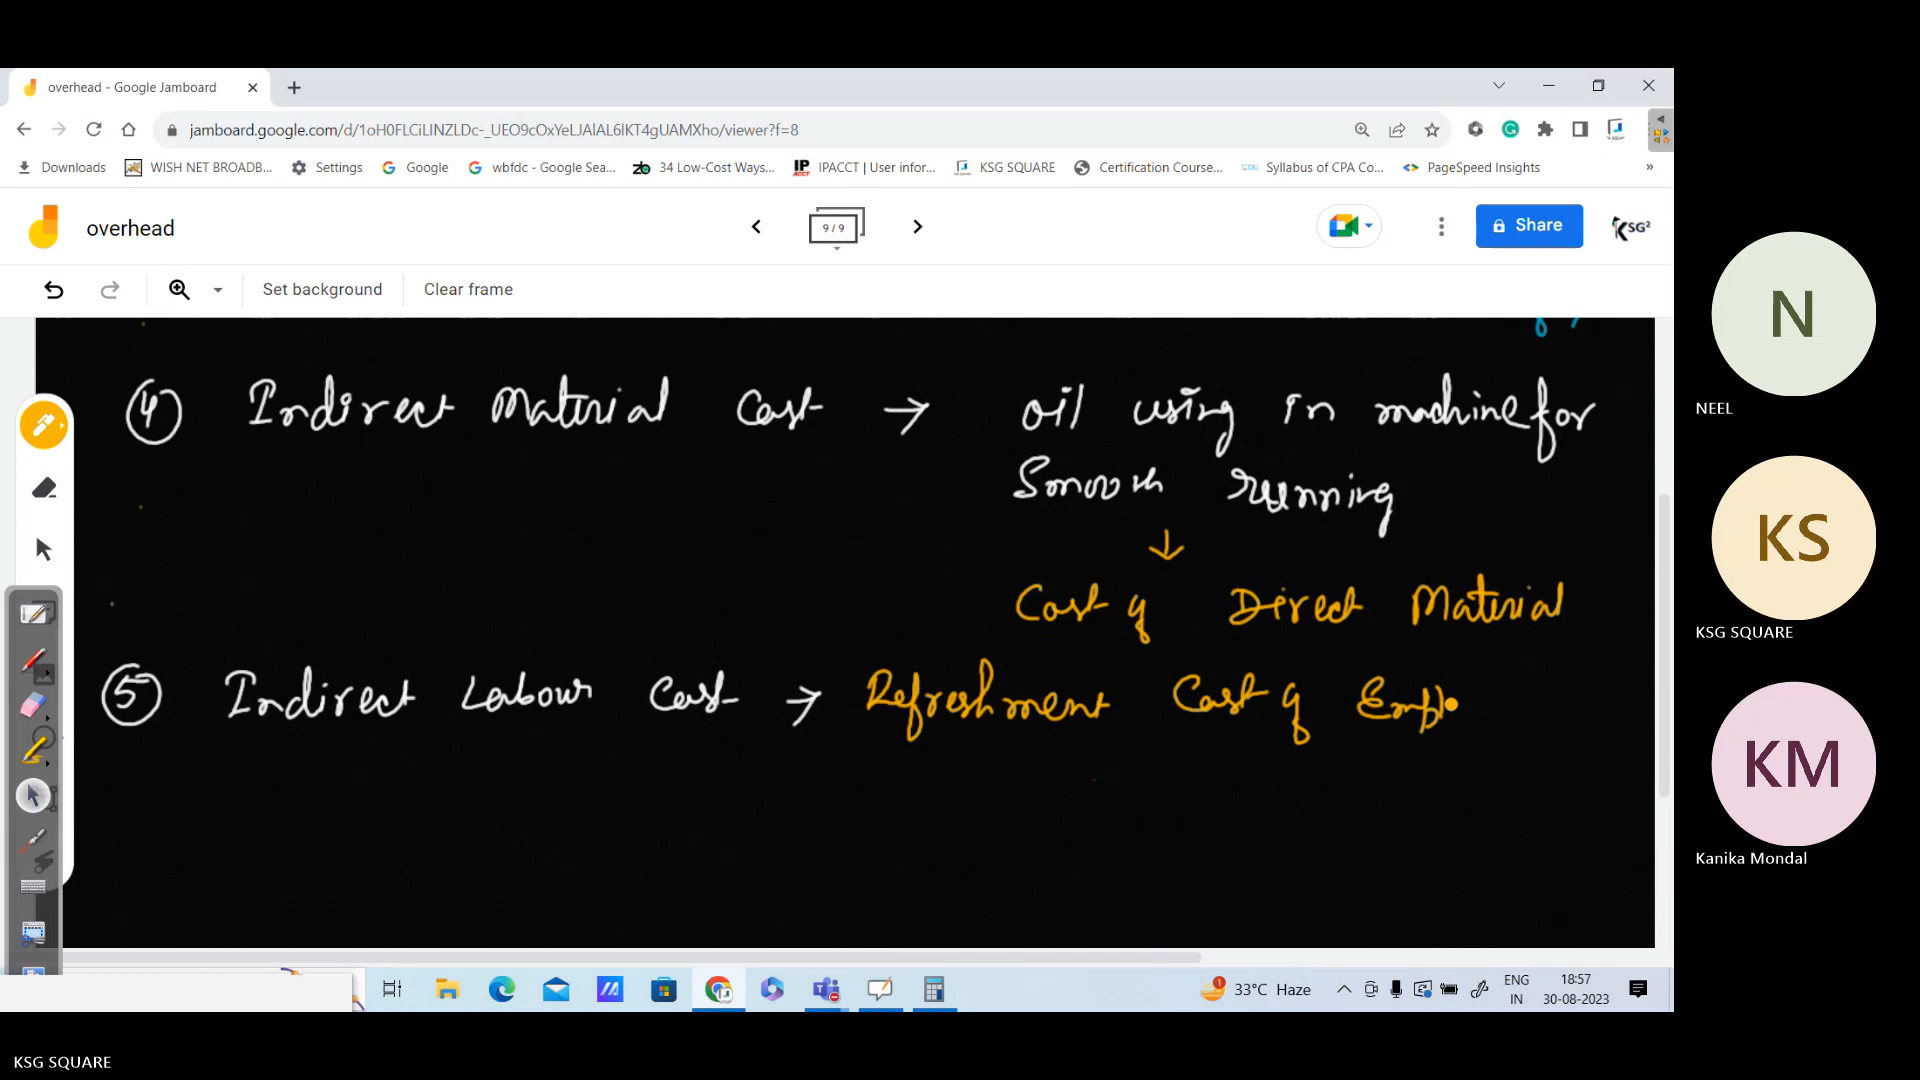 overhead - Google Jamboard
jamboard.google.com/d/1oH0FLCiLINZLDc-_UEO9cOxYeLJAlAL6lKT4gUAMXho/viewer?f=8
Downloads WISH NET BROADB... Settings Google wbfdc - Google Sea... 34 Low-Cost Ways... IPACCT | User infor... KSG SQUARE Certification Course... Syllabus of CPA Co... PageSpeed Insights »
overhead 9 / 9 Share KSG²
Set background Clear frame
④ Indirect Material Cost → oil using in machine for
Smooth running
↓
Cost of Direct Material
⑤ Indirect Labour Cost → Refreshment Cost of Empl
N
NEEL
KS
KSG SQUARE
KM
Kanika Mondal
1 33°C Haze ENG IN 18:57 30-08-2023
KSG SQUARE